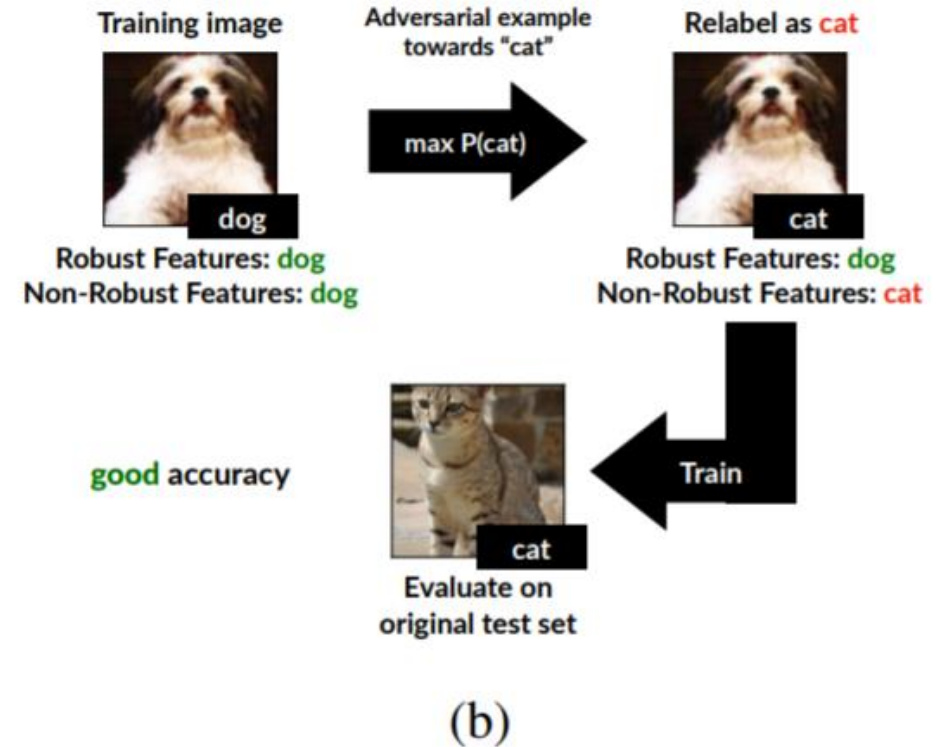 Training image
Adversarial example
towards “cat”
Relabel as cat
max P(cat)
dog
cat
Robust Features: dog
Non-Robust Features: dog
Robust Features: dog
Non-Robust Features: cat
good accuracy
Train
cat
Evaluate on
original test set
(b)